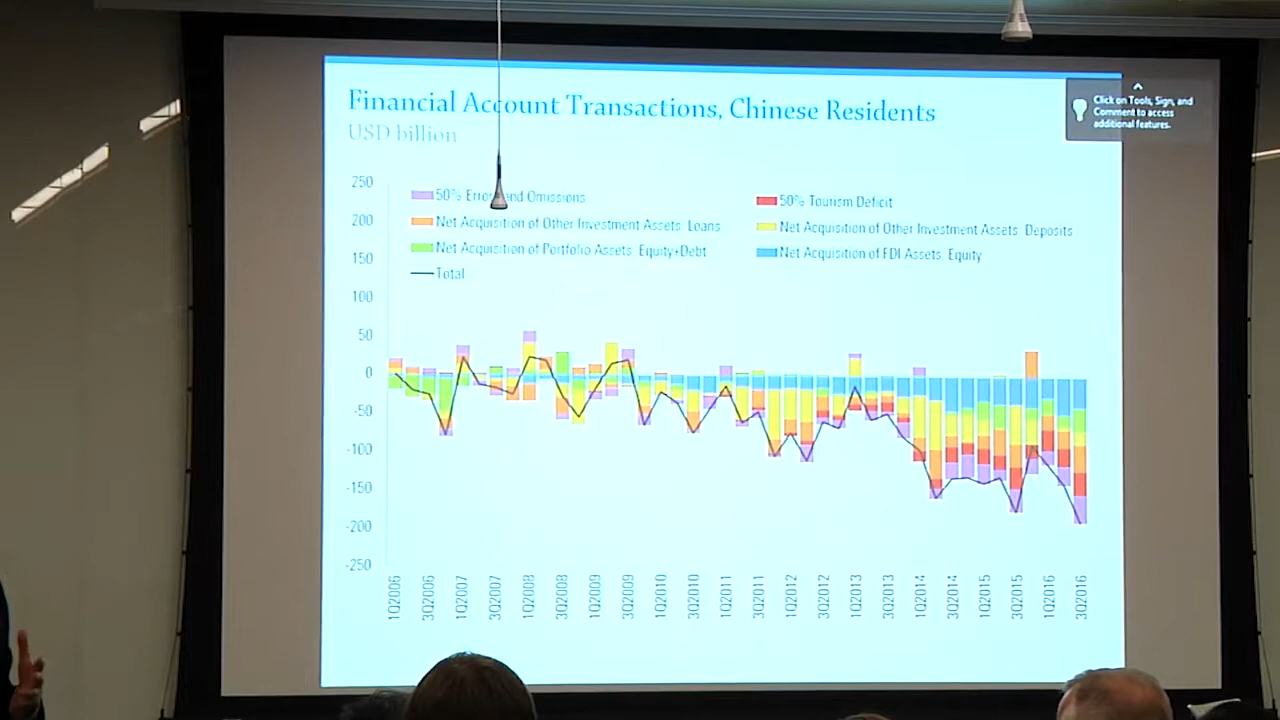 Financial Account Transactions, Chinese Residents
USD billion
Click on Tools, Sign, and
Comment to access
additional features.
50% Errors and Omissions
50% Tourism Deficit
Net Acquisition of Other Investment Assets: Loans
Net Acquisition of Other Investment Assets: Deposits
Net Acquisition of Portfolio Assets: Equity+Debt
Net Acquisition of FDI Assets: Equity
Total
250
200
150
100
50
0
-50
-100
-150
-200
-250
1Q2006
3Q2006
1Q2007
3Q2007
1Q2008
3Q2008
1Q2009
3Q2009
1Q2010
3Q2010
1Q2011
3Q2011
1Q2012
3Q2012
1Q2013
3Q2013
1Q2014
3Q2014
1Q2015
3Q2015
1Q2016
3Q2016